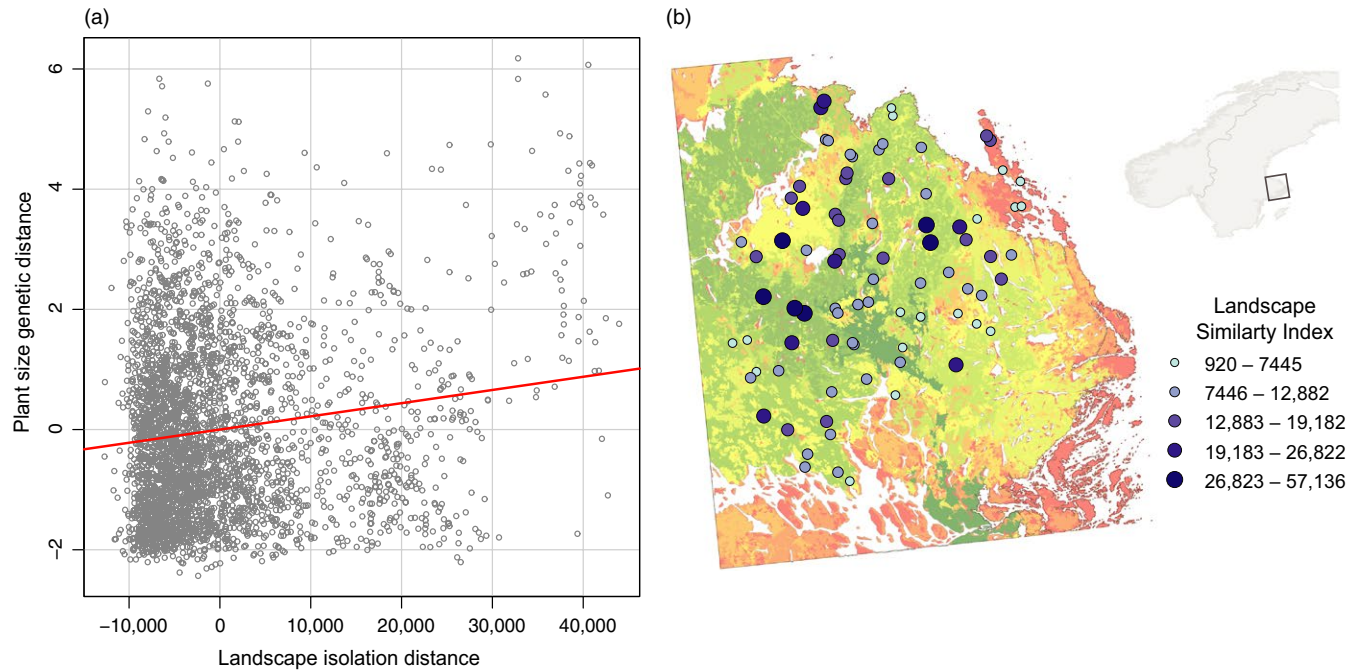 (a)
Plant size genetic distance
6
4
2
0
−2
−10,000 0 10,000 20,000 30,000 40,000
Landscape isolation distance
(b)
Landscape
Similarty Index
920 – 7445
7446 – 12,882
12,883 – 19,182
19,183 – 26,822
26,823 – 57,136